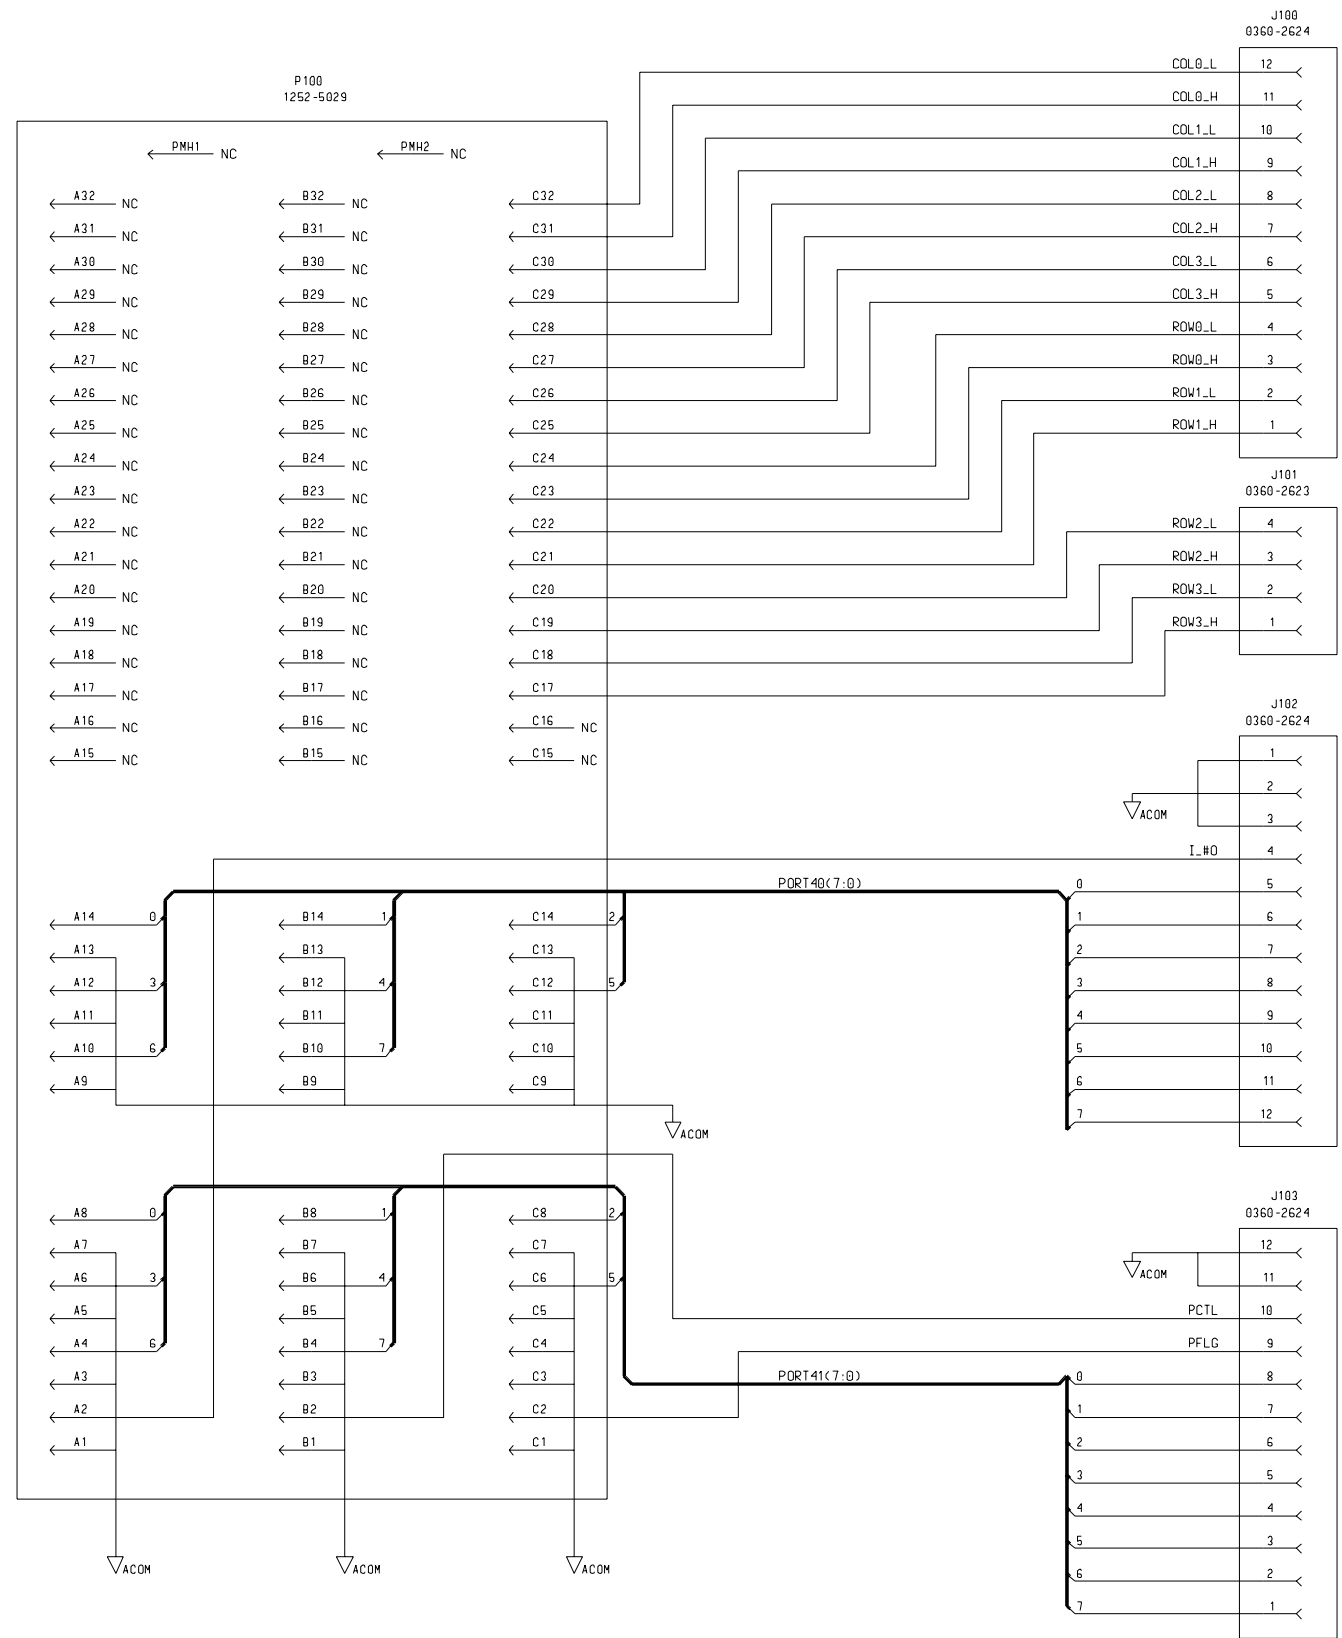 J100
0360-2624
P100
1252-5029
COL0_L 12
COL0_H 11
COL1_L 10
PMH1 NC PMH2 NC
COL1_H 9
A32 NC B32 NC C32 COL2_L 8
A31 NC B31 NC C31 COL2_H 7
A30 NC B30 NC C30 COL3_L 6
A29 NC B29 NC C29 COL3_H 5
A28 NC B28 NC C28 ROW0_L 4
A27 NC B27 NC C27 ROW0_H 3
A26 NC B26 NC C26 ROW1_L 2
A25 NC B25 NC C25 ROW1_H 1
A24 NC B24 NC C24
J101
0360-2623
A23 NC B23 NC C23
A22 NC B22 NC C22 ROW2_L 4
A21 NC B21 NC C21 ROW2_H 3
A20 NC B20 NC C20 ROW3_L 2
A19 NC B19 NC C19 ROW3_H 1
A18 NC B18 NC C18
A17 NC B17 NC C17
J102
0360-2624
A16 NC B16 NC C16 NC
A15 NC B15 NC C15 NC 1
2
ACOM
3
I_#O 4
PORT40(7:0) 0 5
A14 0 B14 1 C14 2 1 6
A13 B13 C13 2 7
A12 3 B12 4 C12 5 3 8
A11 B11 C11 4 9
A10 6 B10 7 C10 5 10
A9 B9 C9 6 11
7 12
ACOM
J103
0360-2624
A8 0 B8 1 C8 2
A7 B7 C7 12
ACOM
A6 3 B6 4 C6 5 11
A5 B5 C5 PCTL 10
A4 6 B4 7 C4 PFLG 9
A3 B3 C3 PORT41(7:0) 0 8
A2 B2 C2 1 7
A1 B1 C1 2 6
3 5
4 4
5 3
ACOM ACOM ACOM
6 2
7 1